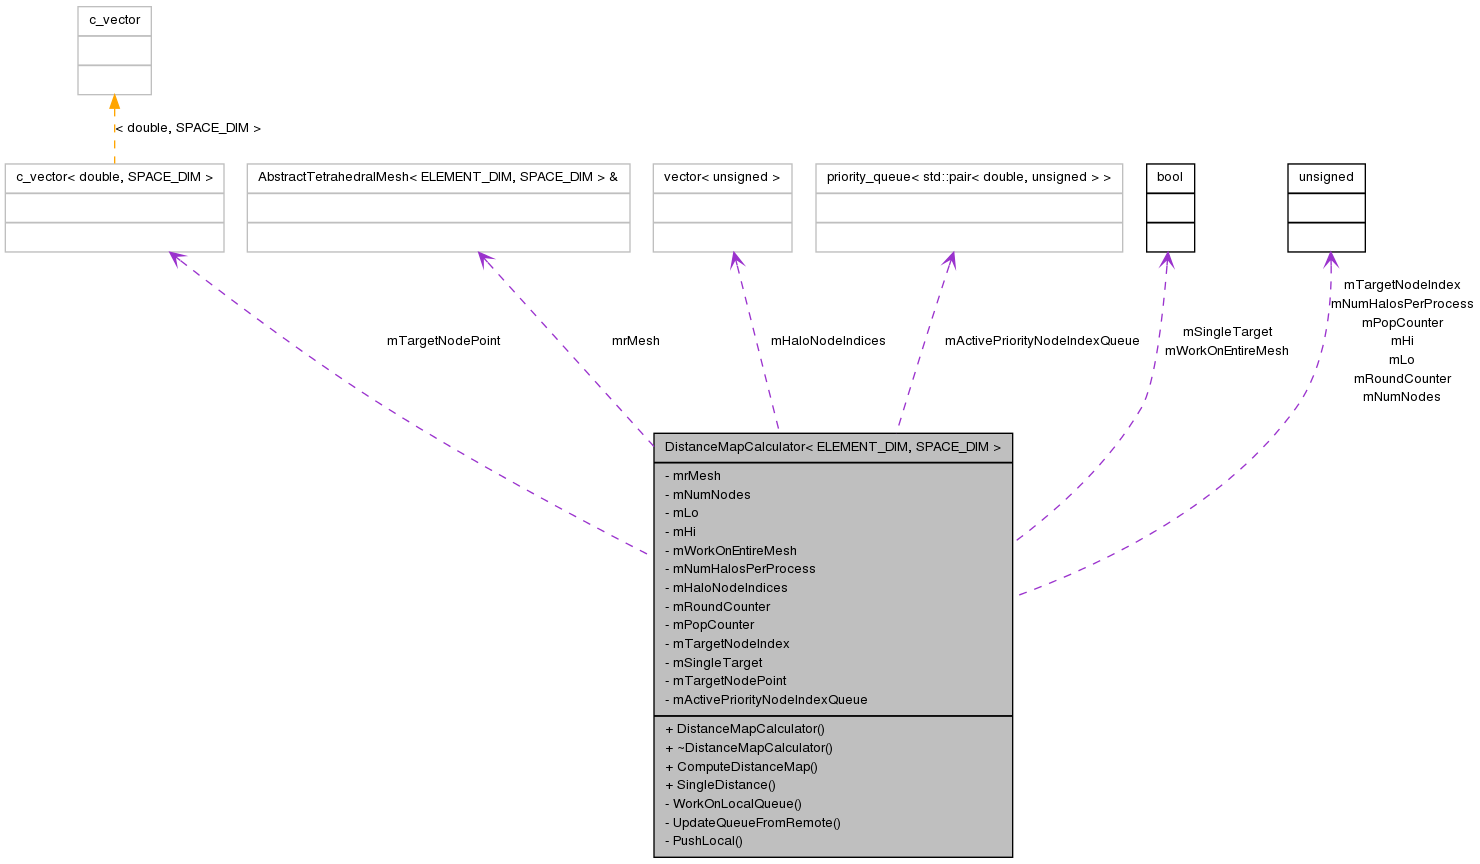 c_vector
< double, SPACE_DIM >
c_vector< double, SPACE_DIM >
AbstractTetrahedralMesh< ELEMENT_DIM, SPACE_DIM > &
vector< unsigned >
priority_queue< std::pair< double, unsigned > >
bool
unsigned
mTargetNodePoint
mrMesh
mHaloNodeIndices
mActivePriorityNodeIndexQueue
mSingleTarget
mWorkOnEntireMesh
mTargetNodeIndex
mNumHalosPerProcess
mPopCounter
mHi
mLo
mRoundCounter
mNumNodes
DistanceMapCalculator< ELEMENT_DIM, SPACE_DIM >
- mrMesh
- mNumNodes
- mLo
- mHi
- mWorkOnEntireMesh
- mNumHalosPerProcess
- mHaloNodeIndices
- mRoundCounter
- mPopCounter
- mTargetNodeIndex
- mSingleTarget
- mTargetNodePoint
- mActivePriorityNodeIndexQueue
+ DistanceMapCalculator()
+ ~DistanceMapCalculator()
+ ComputeDistanceMap()
+ SingleDistance()
- WorkOnLocalQueue()
- UpdateQueueFromRemote()
- PushLocal()